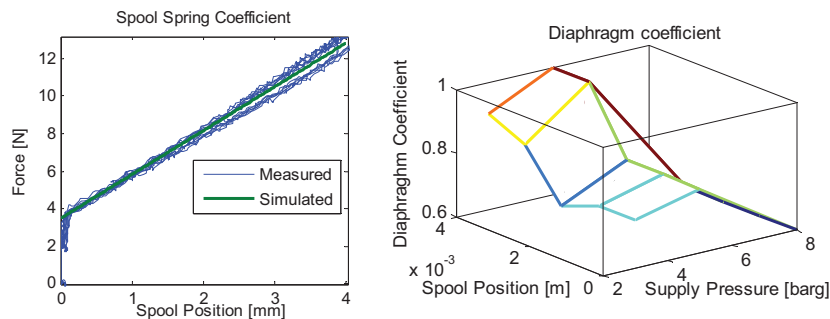 Spool Spring Coefficient
12
10
8
6
4
2
0
Force [N]
Measured
Simulated
0
1
2
3
4
Spool Position [mm]
Diaphragm coefficient
1
0.8
0.6
Diaphraghm Coefficient
4
2
0
x 10⁻³
Spool Position [m]
2
4
6
8
Supply Pressure [barg]